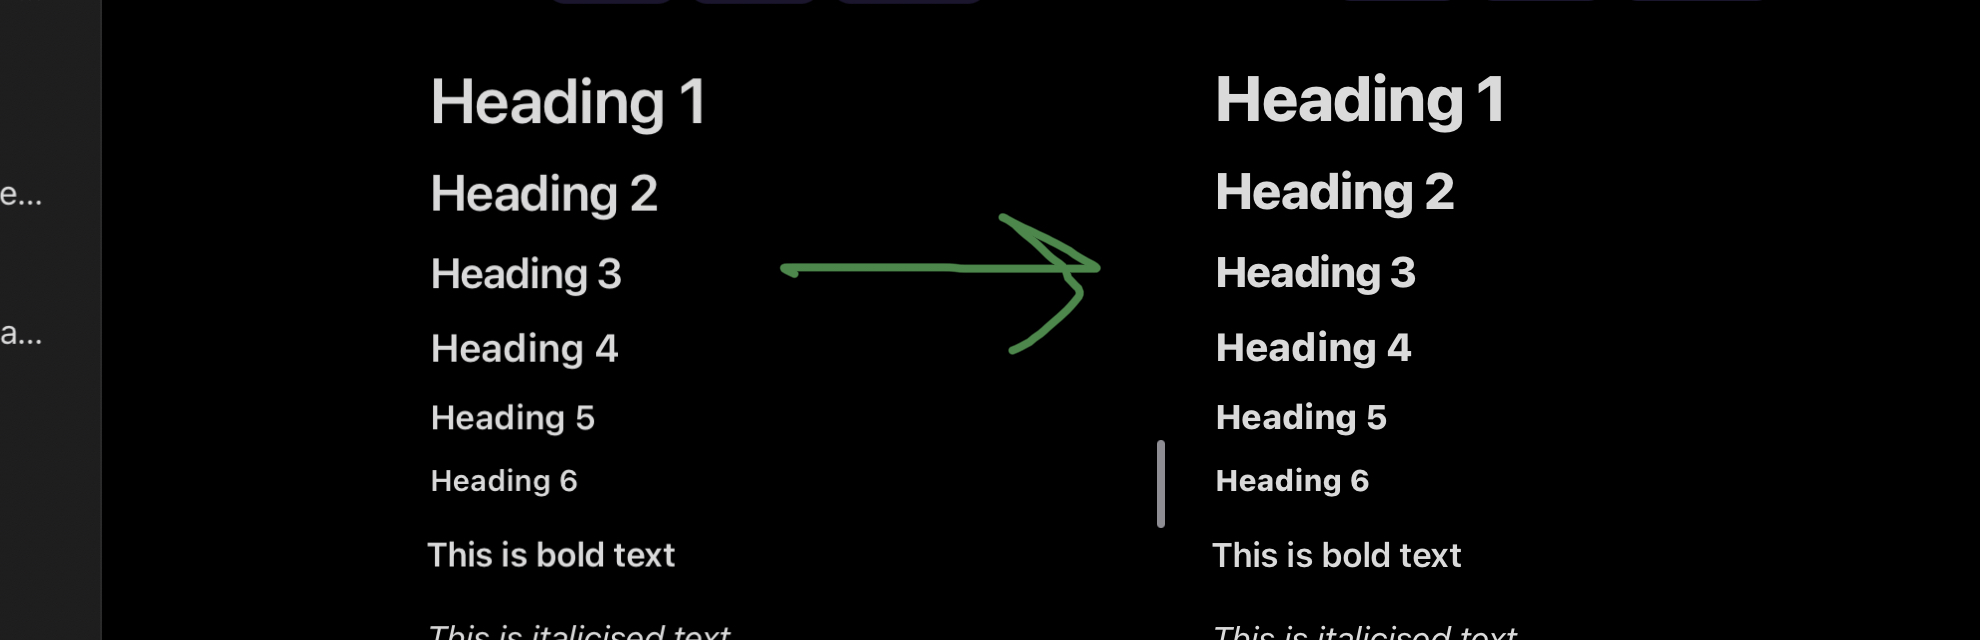 e...
a...
Heading 1
Heading 2
Heading 3
Heading 4
Heading 5
Heading 6
This is bold text
This is italicised text
Heading 1
Heading 2
Heading 3
Heading 4
Heading 5
Heading 6
This is bold text
This is italicised text